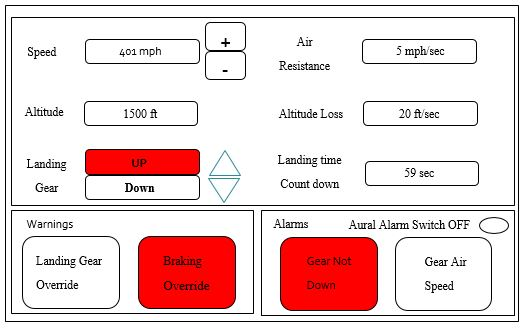 Speed
401 mph
+
-
Air
Resistance
5 mph/sec
Altitude
1500 ft
Altitude Loss
20 ft/sec
Landing
Gear
UP
Down
Landing time
Count down
59 sec
Warnings
Landing Gear
Override
Braking
Override
Alarms
Aural Alarm Switch OFF
Gear Not
Down
Gear Air
Speed